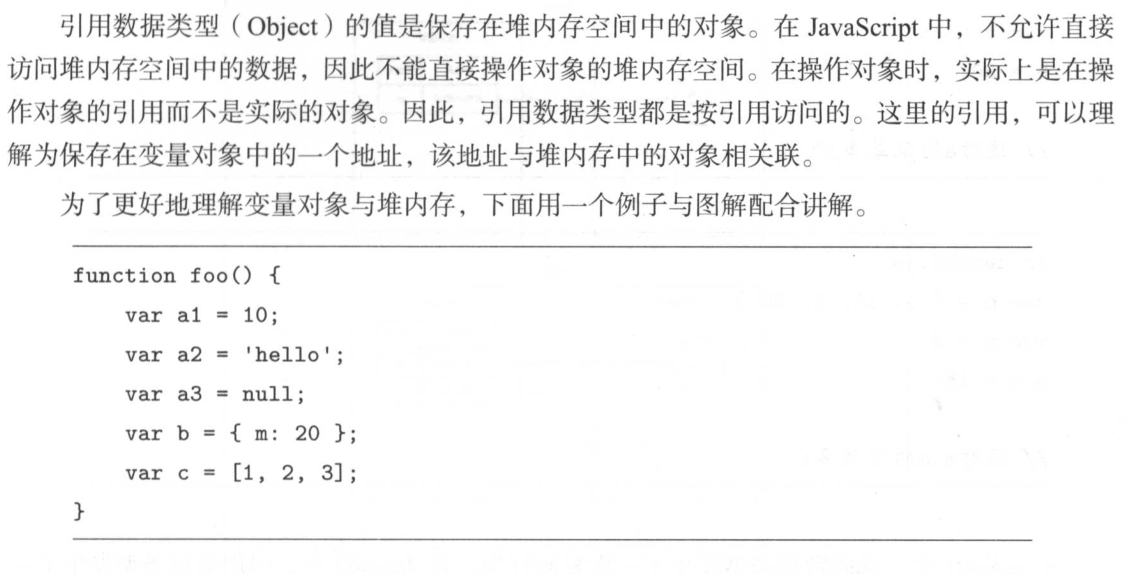 引用数据类型（Object）的值是保存在堆内存空间中的对象。在 JavaScript 中，不允许直接
访问堆内存空间中的数据，因此不能直接操作对象的堆内存空间。在操作对象时，实际上是在操
作对象的引用而不是实际的对象。因此，引用数据类型都是按引用访问的。这里的引用，可以理
解为保存在变量对象中的一个地址，该地址与堆内存中的对象相关联。
为了更好地理解变量对象与堆内存，下面用一个例子与图解配合讲解。
function foo() {
    var a1 = 10;
    var a2 = 'hello';
    var a3 = null;
    var b = { m: 20 };
    var c = [1, 2, 3];
}